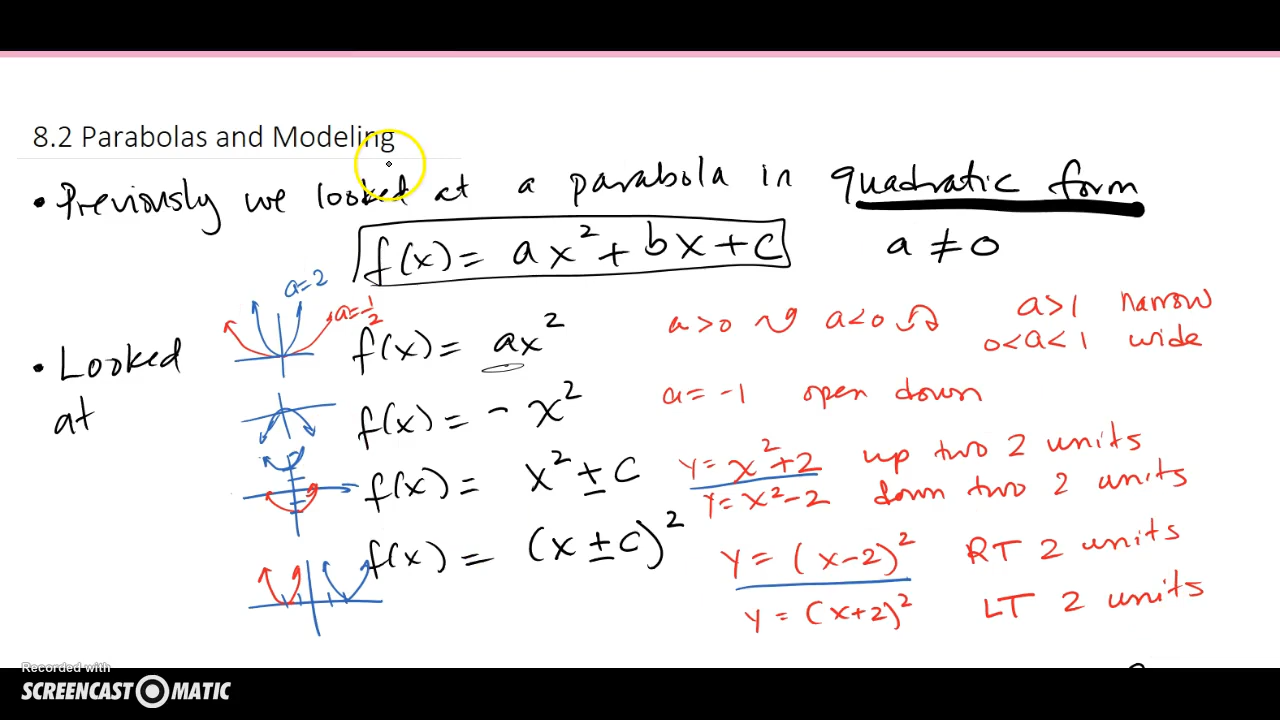 8.2 Parabolas and Modeling
• Previously we looked at a parabola in quadratic form
f(x) = ax² + bx + c a ≠ 0
a=2
a=1/2
• Looked at
f(x) = ax² a>0 a<0 a>1 narrow
0<a<1 wide
f(x) = - x² a = -1 open down
f(x) = x² ± c y = x²+2 up two 2 units
y = x²-2 down two 2 units
f(x) = (x ± c)² y = (x-2)² RT 2 units
y = (x+2)² LT 2 units
Recorded with
SCREENCAST-O-MATIC